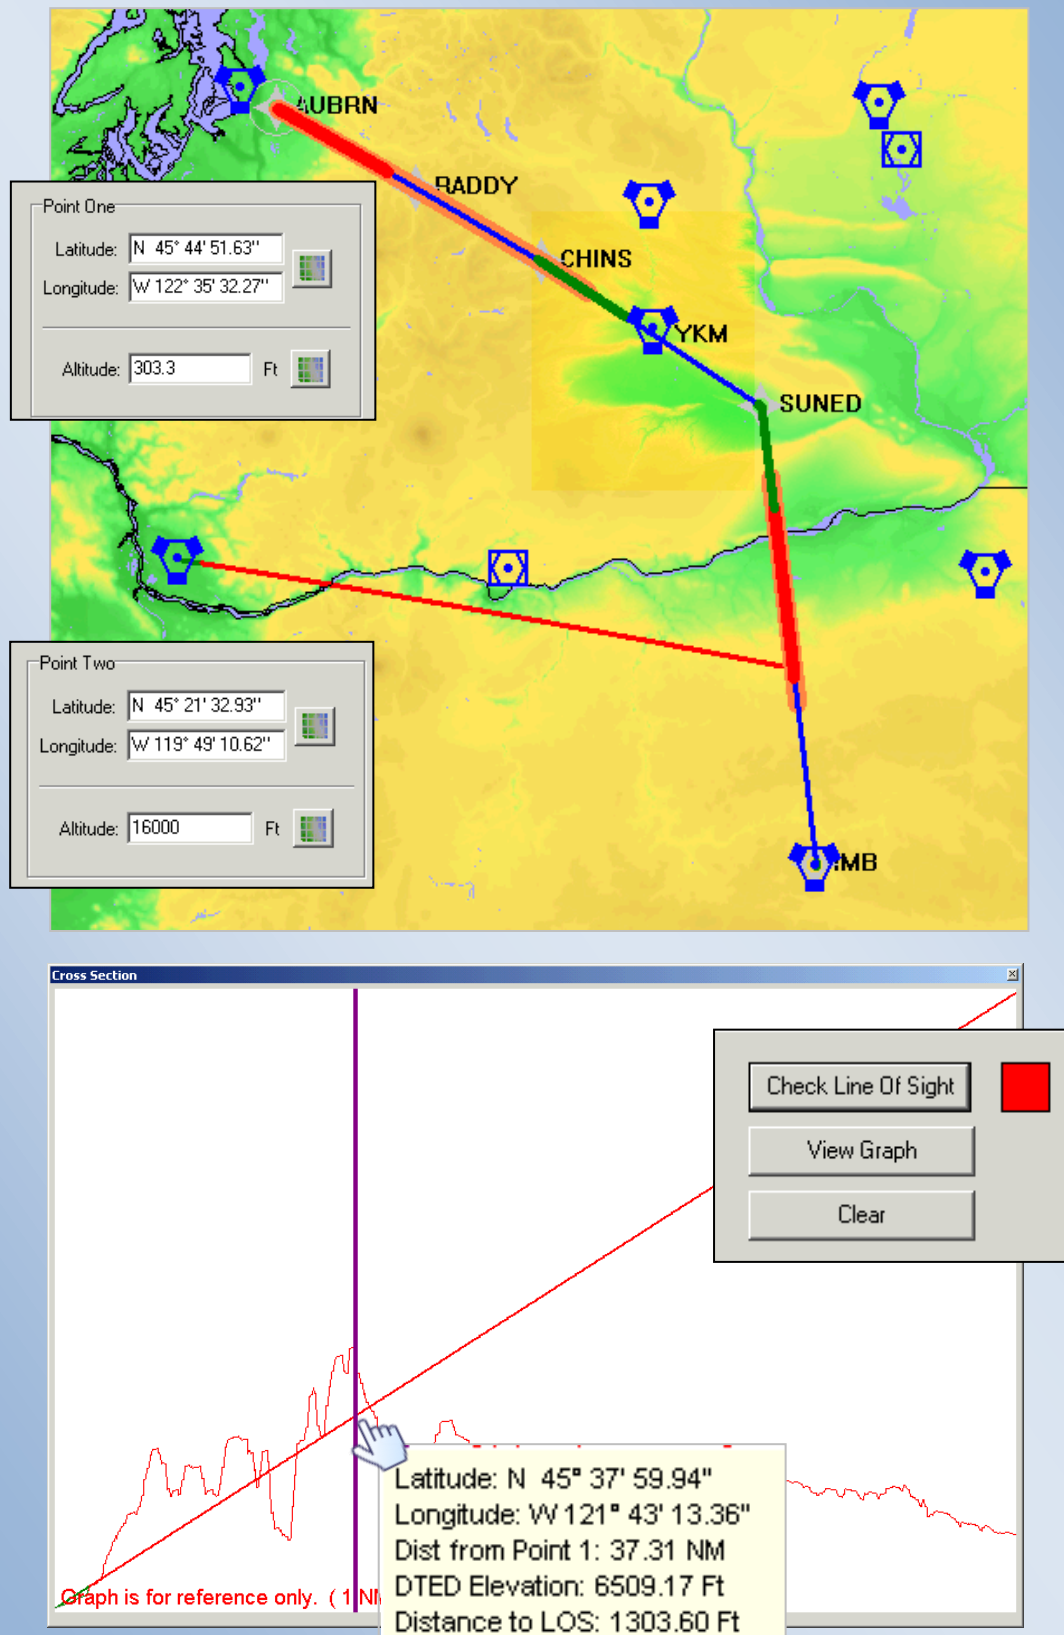 AUBRN
RADDY
CHINS
YKM
SUNED
Point One
Latitude: N 45° 44' 51.63"
Longitude: W 122° 35' 32.27"
Altitude: 303.3 Ft
Point Two
Latitude: N 45° 21' 32.93"
Longitude: W 119° 49' 10.62"
Altitude: 16000 Ft
MB
Cross Section
Check Line Of Sight
View Graph
Clear
Graph is for reference only. ( 1 NM
Latitude: N 45° 37' 59.94"
Longitude: W 121° 43' 13.36"
Dist from Point 1: 37.31 NM
DTED Elevation: 6509.17 Ft
Distance to LOS: 1303.60 Ft